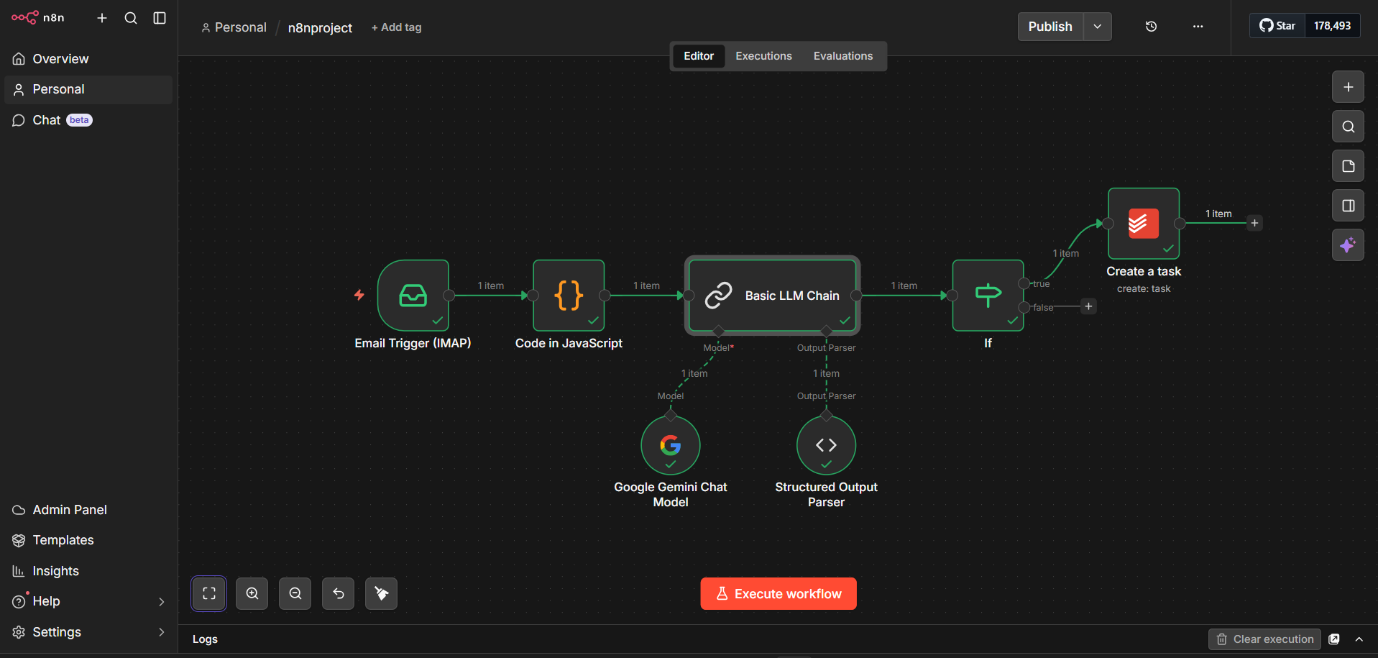 n8n
Overview
Personal
Chat beta
Admin Panel
Templates
Insights
Help
Settings
Personal / n8nproject + Add tag
Publish
Star 178,493
Editor Executions Evaluations
1 item
1 item
1 item
1 item
1 item
true
false
Email Trigger (IMAP)
Code in JavaScript
Basic LLM Chain
If
Create a task
create: task
Model*
Output Parser
1 item
1 item
Model
Output Parser
Google Gemini Chat
Model
Structured Output
Parser
Execute workflow
Logs
Clear execution